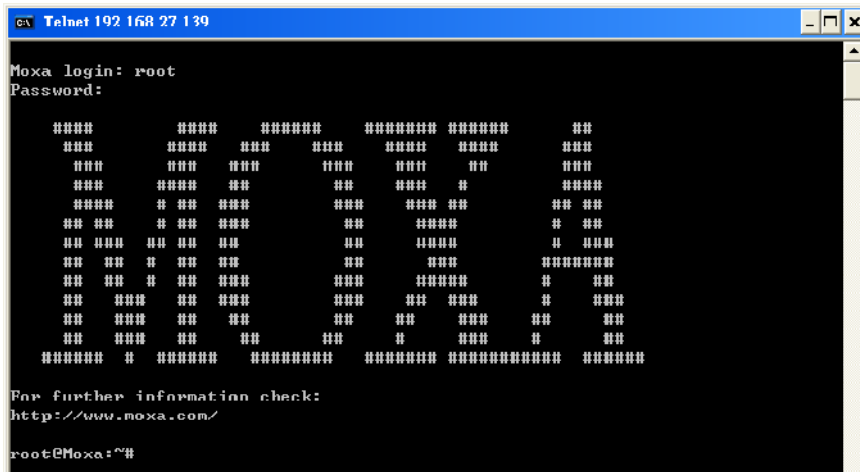 Telnet 192.168.27.139
Moxa login: root
Password:
MOXA
For further information check:
http://www.moxa.com/
root@Moxa:~#